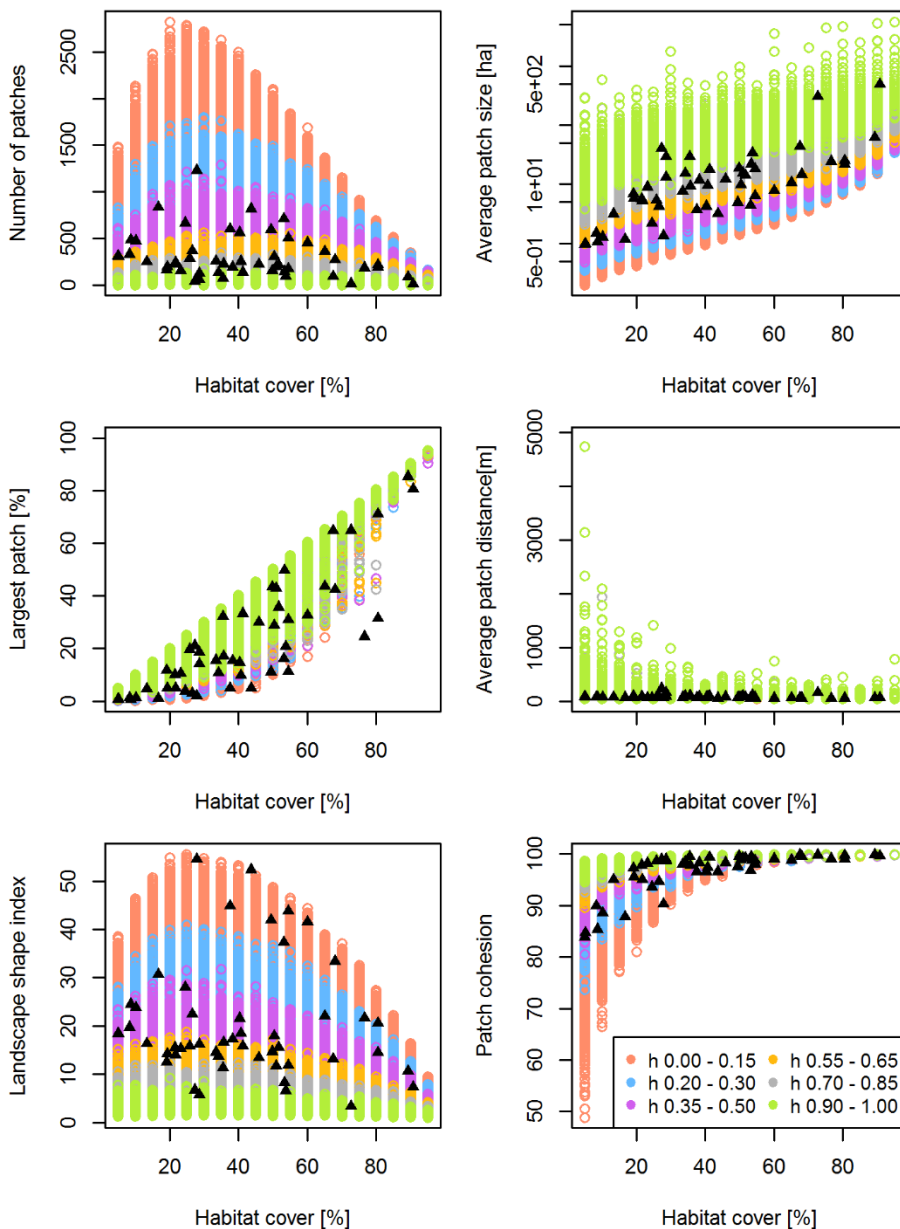 Number of patches
0
500
1500
2500
20
40
60
80
Habitat cover [%]
Average patch size [ha]
5e-01
1e+01
5e+02
20
40
60
80
Habitat cover [%]
Largest patch [%]
0
20
40
60
80
100
20
40
60
80
Habitat cover [%]
Average patch distance[m]
0
1000
3000
5000
20
40
60
80
Habitat cover [%]
Landscape shape index
0
10
20
30
40
50
20
40
60
80
Habitat cover [%]
Patch cohesion
50
60
70
80
90
100
20
40
60
80
Habitat cover [%]
h 0.00 - 0.15
h 0.20 - 0.30
h 0.35 - 0.50
h 0.55 - 0.65
h 0.70 - 0.85
h 0.90 - 1.00